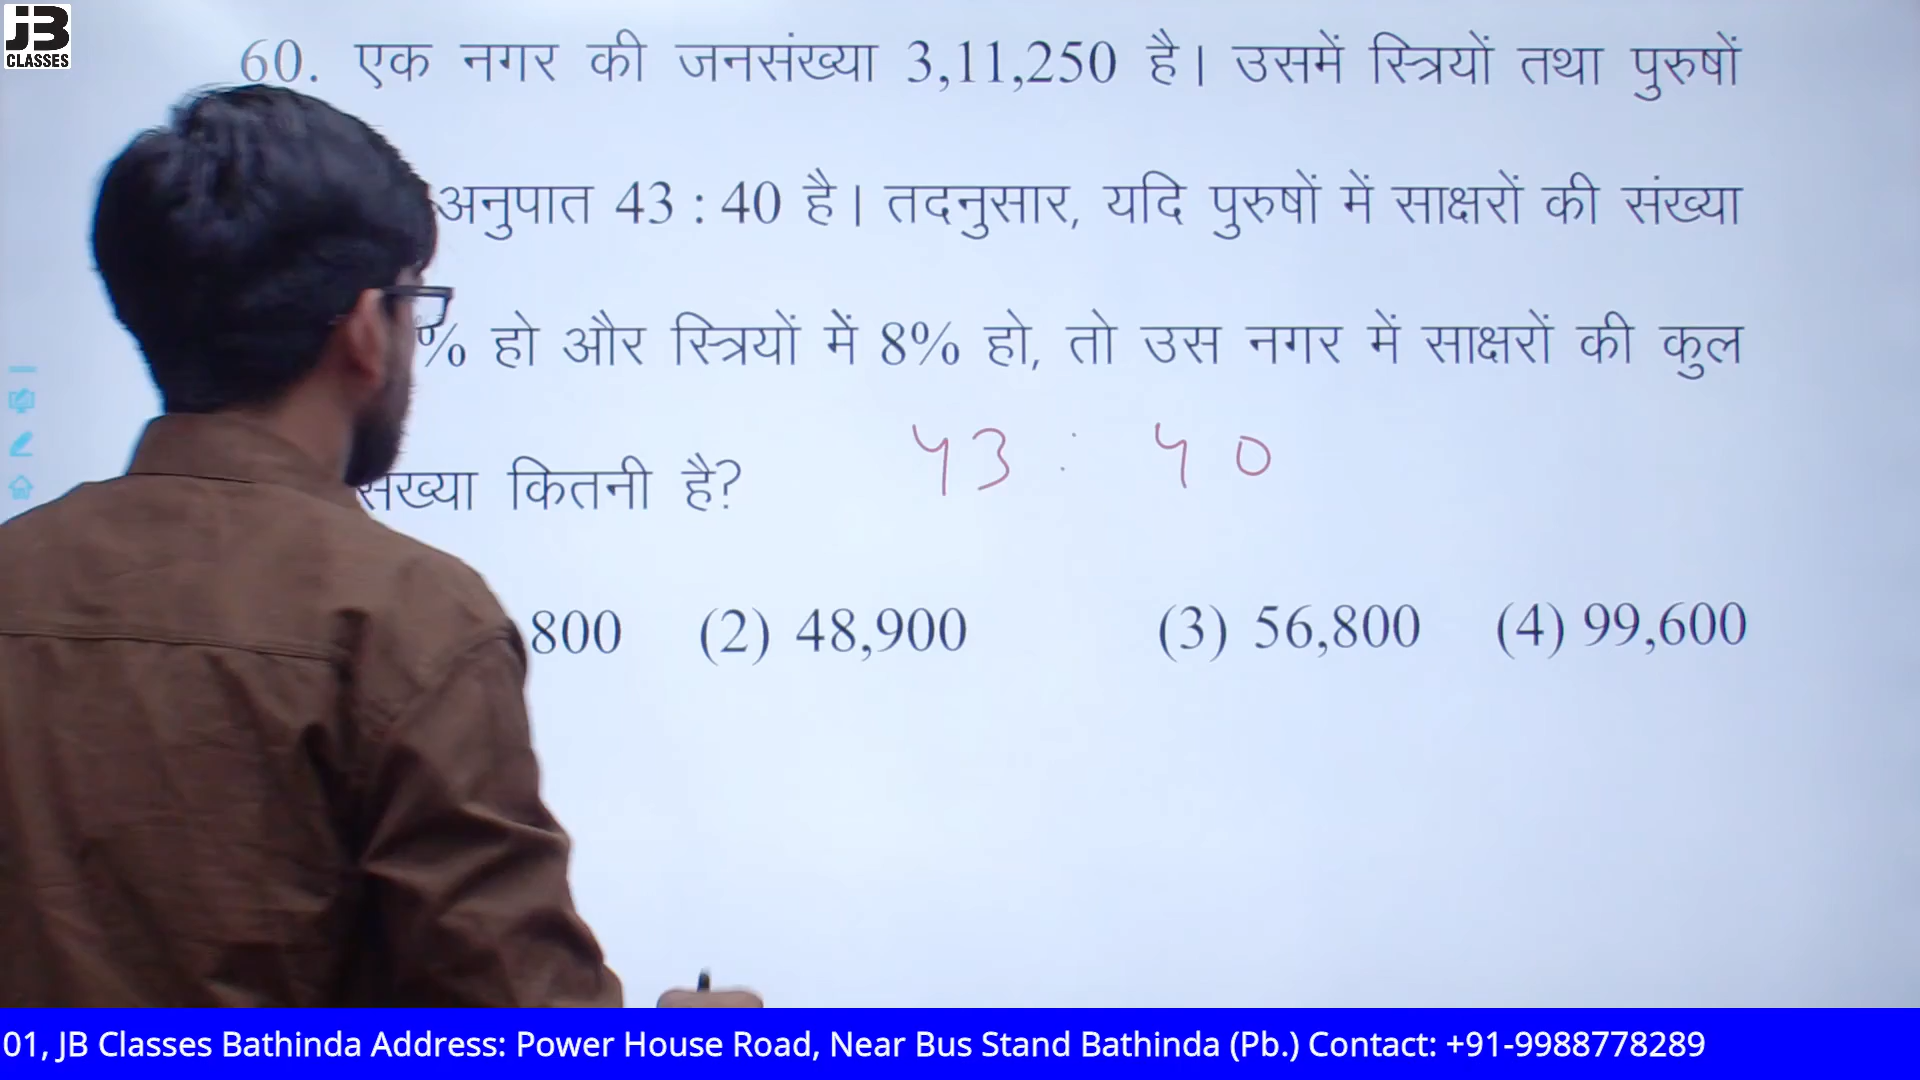 JB
CLASSES
60. एक नगर की जनसंख्या 3,11,250 है। उसमें स्त्रियों तथा पुरुषों
अनुपात 43 : 40 है। तदनुसार, यदि पुरुषों में साक्षरों की संख्या
% हो और स्त्रियों में 8% हो, तो उस नगर में साक्षरों की कुल
संख्या कितनी है?
43 : 40
800 (2) 48,900 (3) 56,800 (4) 99,600
01, JB Classes Bathinda Address: Power House Road, Near Bus Stand Bathinda (Pb.) Contact: +91-9988778289